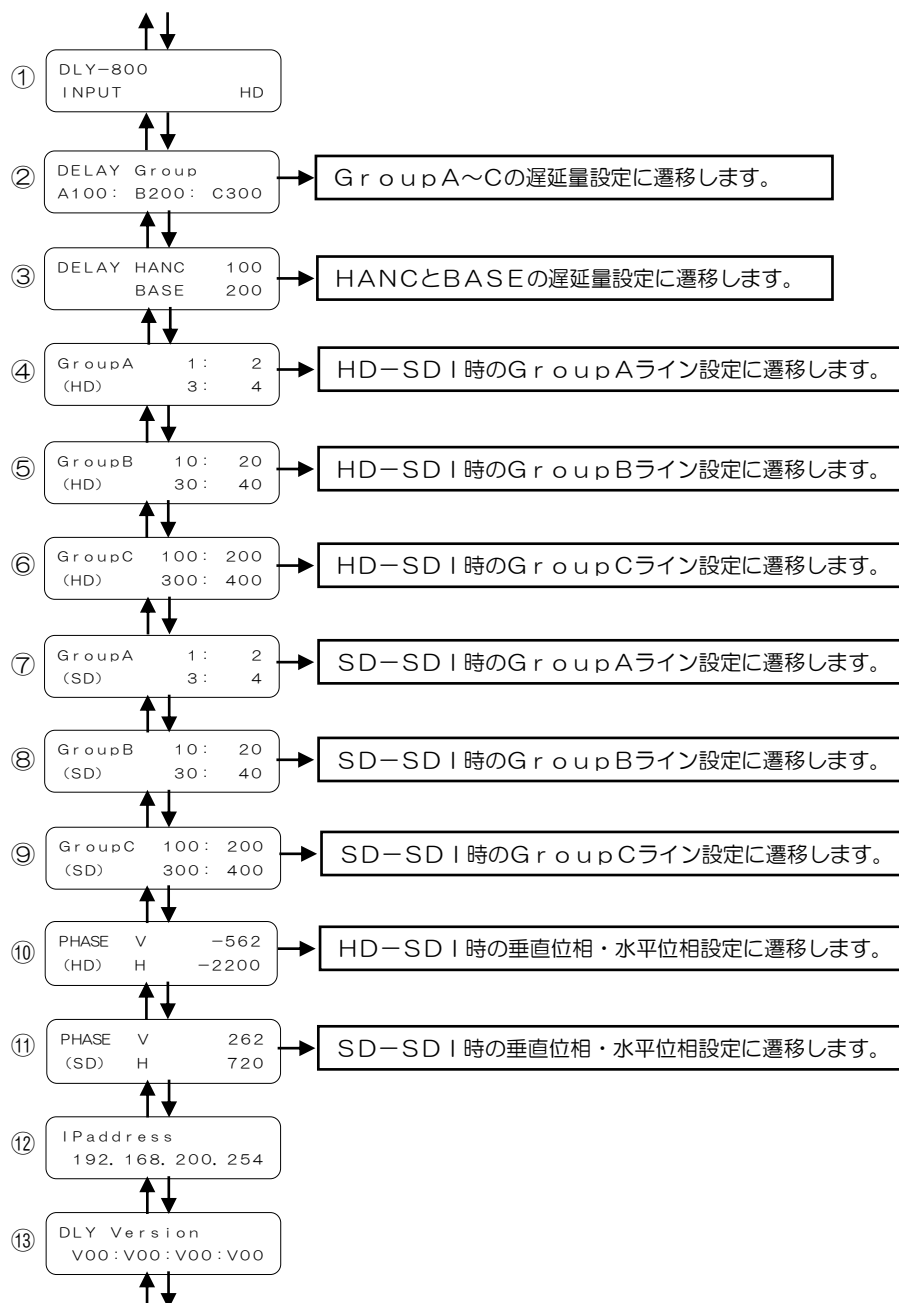 ①
DLY-800
INPUT HD
②
DELAY Group
A100: B200: C300
GroupA~Cの遅延量設定に遷移します。
③
DELAY HANC 100
BASE 200
HANCとBASEの遅延量設定に遷移します。
④
GroupA 1: 2
(HD) 3: 4
HD-SDI時のGroupAライン設定に遷移します。
⑤
GroupB 10: 20
(HD) 30: 40
HD-SDI時のGroupBライン設定に遷移します。
⑥
GroupC 100: 200
(HD) 300: 400
HD-SDI時のGroupCライン設定に遷移します。
⑦
GroupA 1: 2
(SD) 3: 4
SD-SDI時のGroupAライン設定に遷移します。
⑧
GroupB 10: 20
(SD) 30: 40
SD-SDI時のGroupBライン設定に遷移します。
⑨
GroupC 100: 200
(SD) 300: 400
SD-SDI時のGroupCライン設定に遷移します。
⑩
PHASE V -562
(HD) H -2200
HD-SDI時の垂直位相・水平位相設定に遷移します。
⑪
PHASE V 262
(SD) H 720
SD-SDI時の垂直位相・水平位相設定に遷移します。
⑫
IPaddress
192.168.200.254
⑬
DLY Version
V00:V00:V00:V00